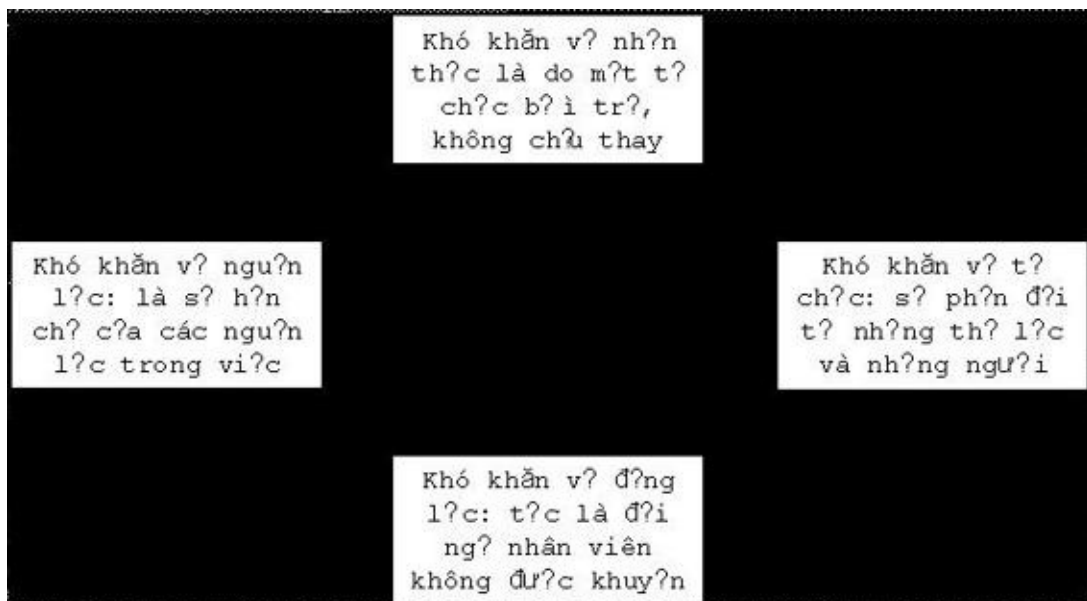 Khó khăn v? nh?n
th?c là do m?t t?
ch?c b? ì tr?,
không ch?u thay
Khó khăn v? ngu?n
l?c: là s? h?n
ch? c?a các ngu?n
l?c trong vi?c
Khó khăn v? t?
ch?c: s? ph?n đ?i
t? nh?ng th? l?c
và nh?ng ngư?i
Khó khăn v? đ?ng
l?c: t?c là đ?i
ng? nhân viên
không đư?c khuy?n